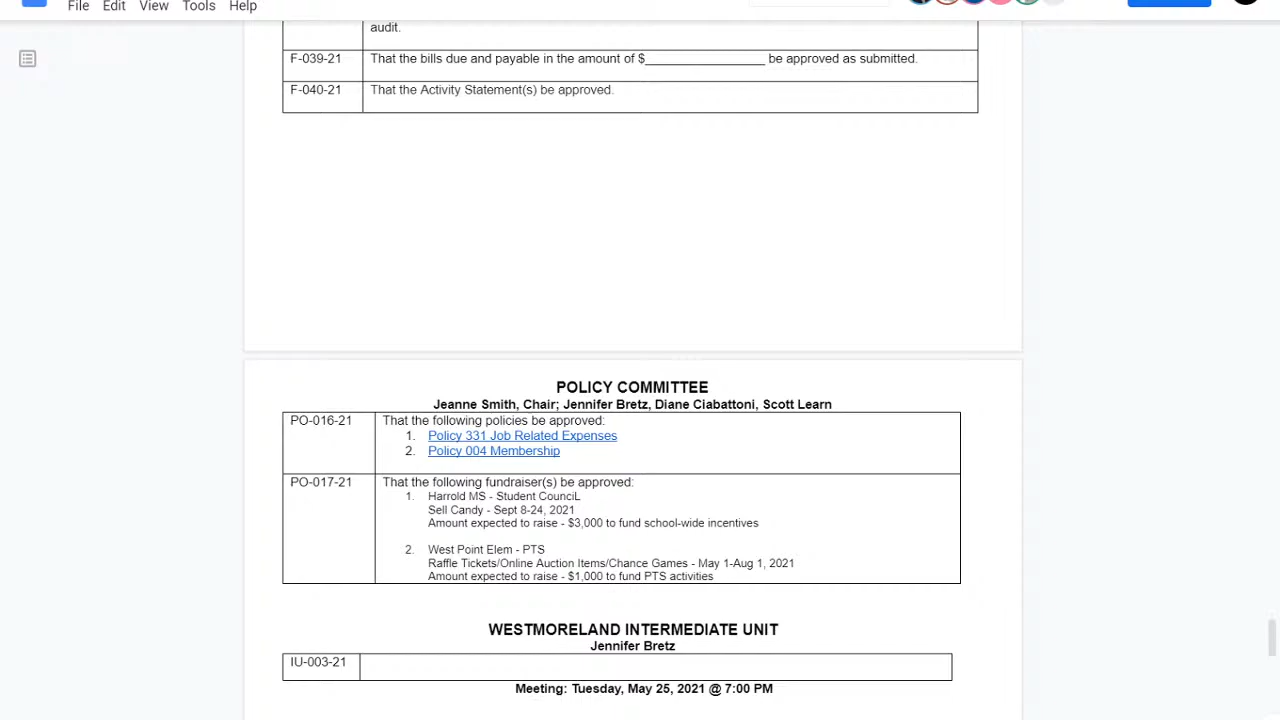 File Edit View Tools Help
audit.
F-039-21 That the bills due and payable in the amount of $_________________ be approved as submitted.
F-040-21 That the Activity Statement(s) be approved.
POLICY COMMITTEE
Jeanne Smith, Chair; Jennifer Bretz, Diane Ciabattoni, Scott Learn
PO-016-21 That the following policies be approved:
1. Policy 331 Job Related Expenses
2. Policy 004 Membership
PO-017-21 That the following fundraiser(s) be approved:
1. Harrold MS - Student CounciL
Sell Candy - Sept 8-24, 2021
Amount expected to raise - $3,000 to fund school-wide incentives
2. West Point Elem - PTS
Raffle Tickets/Online Auction Items/Chance Games - May 1-Aug 1, 2021
Amount expected to raise - $1,000 to fund PTS activities
WESTMORELAND INTERMEDIATE UNIT
Jennifer Bretz
IU-003-21
Meeting: Tuesday, May 25, 2021 @ 7:00 PM